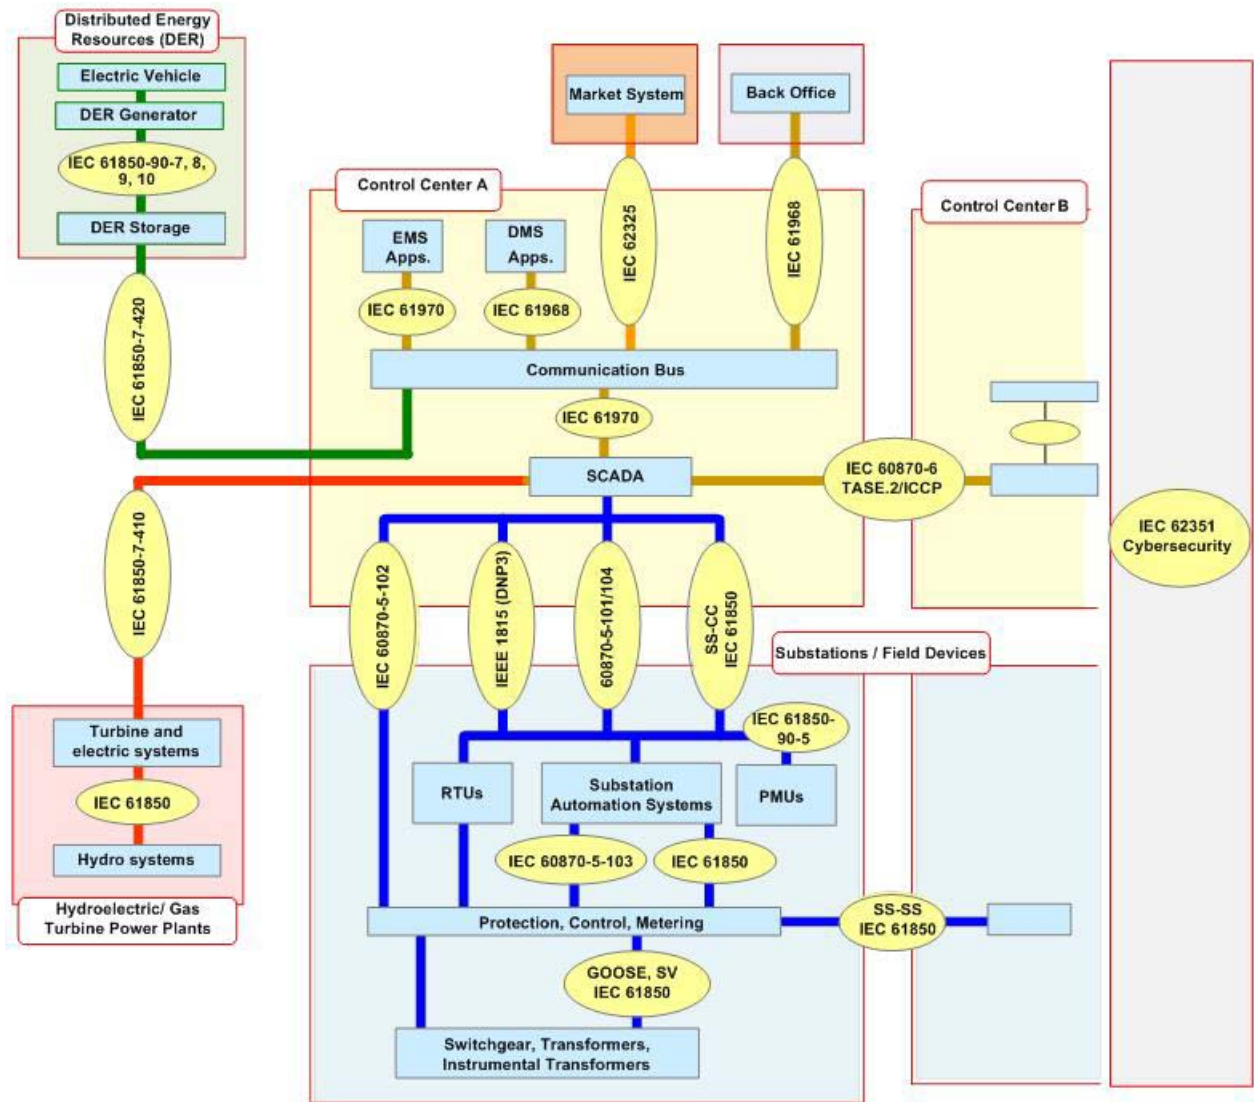 Distributed Energy
Resources (DER)
Electric Vehicle
DER Generator
IEC 61850-90-7, 8,
9, 10
DER Storage
IEC 61850-7-420
Market System
Back Office
IEC 62325
IEC 61968
Control Center A
EMS
Apps.
DMS
Apps.
IEC 61970
IEC 61968
Communication Bus
IEC 61970
SCADA
IEC 60870-6
TASE.2/ICCP
Control Center B
IEC 62351
Cybersecurity
IEC 61850-7-410
Turbine and
electric systems
IEC 61850
Hydro systems
Hydroelectric/ Gas
Turbine Power Plants
IEC 60870-5-102
IEEE 1815 (DNP3)
60870-5-101/104
SS-CC
IEC 61850
Substations / Field Devices
IEC 61850-
90-5
RTUs
Substation
Automation Systems
PMUs
IEC 60870-5-103
IEC 61850
Protection, Control, Metering
SS-SS
IEC 61850
GOOSE, SV
IEC 61850
Switchgear, Transformers,
Instrumental Transformers